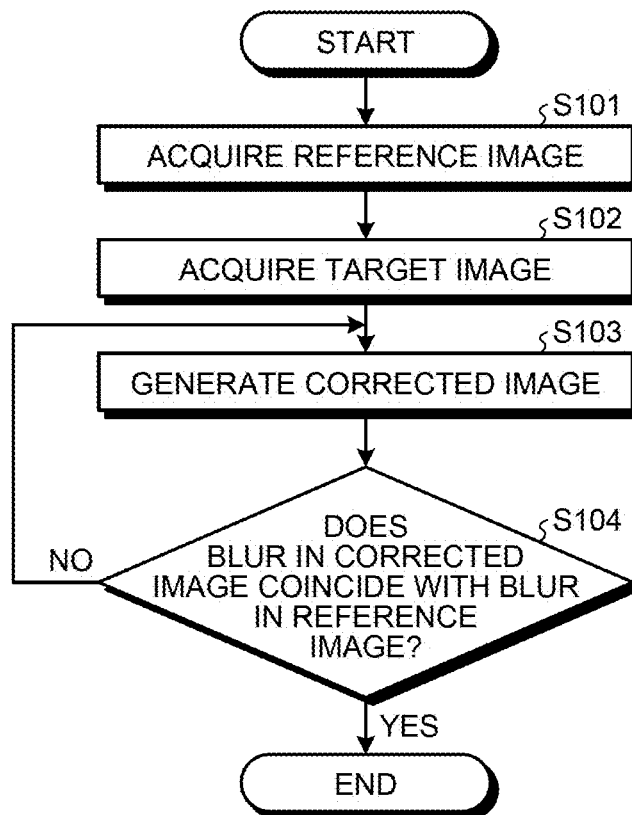 START
S101
ACQUIRE REFERENCE IMAGE
S102
ACQUIRE TARGET IMAGE
S103
GENERATE CORRECTED IMAGE
S104
DOES
BLUR IN CORRECTED
IMAGE COINCIDE WITH BLUR
IN REFERENCE
IMAGE?
NO
YES
END